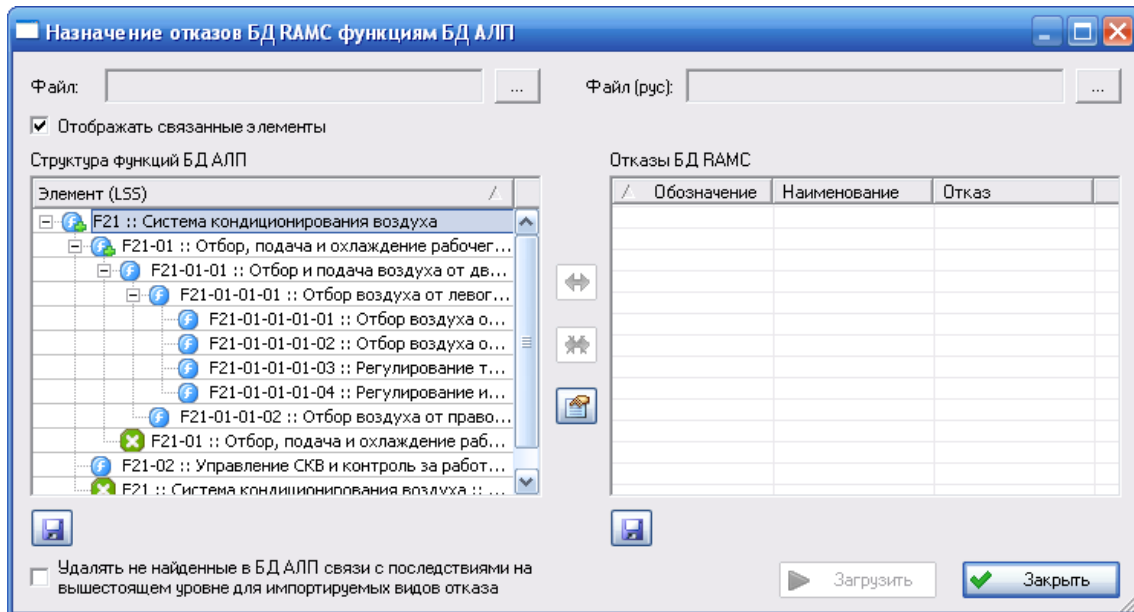 Назначение отказов БД RAMC функциям БД АЛП
Файл: ...
Файл (рус): ...
Отображать связанные элементы
Структура функций БД АЛП
Элемент (LSS)
F21 :: Система кондиционирования воздуха
F21-01 :: Отбор, подача и охлаждение рабочег...
F21-01-01 :: Отбор и подача воздуха от дв...
F21-01-01-01 :: Отбор воздуха от левог...
F21-01-01-01-01 :: Отбор воздуха о...
F21-01-01-01-02 :: Отбор воздуха о...
F21-01-01-01-03 :: Регулирование т...
F21-01-01-01-04 :: Регулирование и...
F21-01-01-02 :: Отбор воздуха от право...
F21-01 :: Отбор, подача и охлаждение раб...
F21-02 :: Управление СКВ и контроль за работ...
F21 :: Система кондиционирования воздуха :: ...
Отказы БД RAMC
Обозначение Наименование Отказ
Удалять не найденные в БД АЛП связи с последствиями на
вышестоящем уровне для импортируемых видов отказа
Загрузить
Закрыть